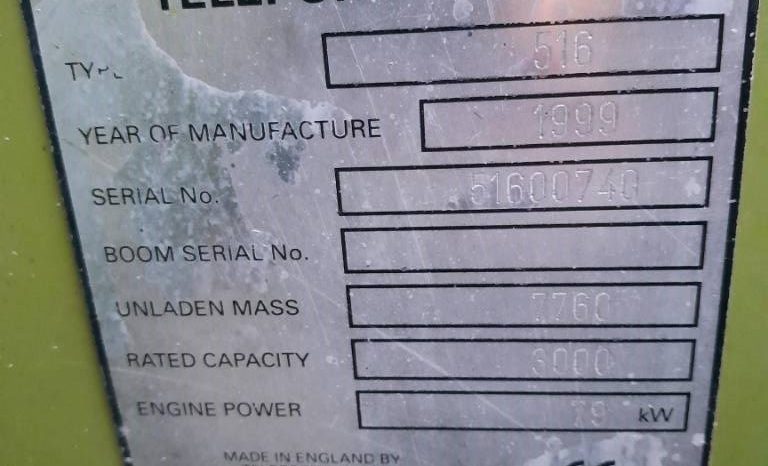 TYPE 516
YEAR OF MANUFACTURE 1999
SERIAL No. 51600740
BOOM SERIAL No.
UNLADEN MASS 7760
RATED CAPACITY 3000
ENGINE POWER 79 kW
MADE IN ENGLAND BY